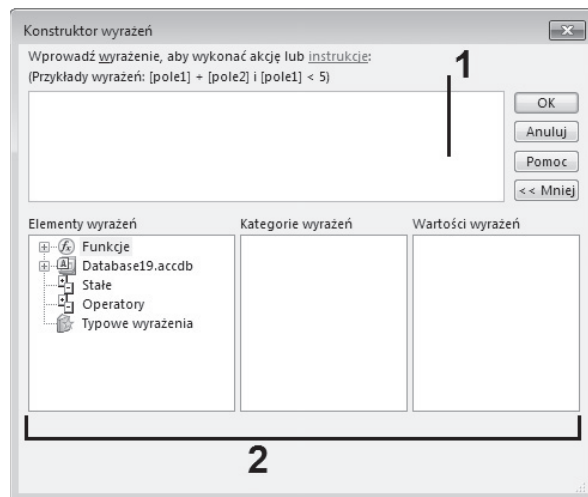 Konstruktor wyrażeń
Wprowadź wyrażenie, aby wykonać akcję lub instrukcje:
(Przykłady wyrażeń: [pole1] + [pole2] i [pole1] < 5)
1
OK
Anuluj
Pomoc
<< Mniej
Elementy wyrażeń
Kategorie wyrażeń
Wartości wyrażeń
Funkcje
Database19.accdb
Stałe
Operatory
Typowe wyrażenia
2